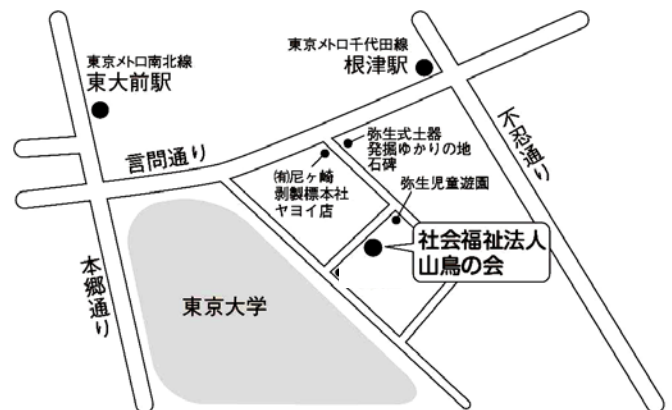 東京メトロ南北線
東大前駅
東京メトロ千代田線
根津駅
不忍通り
言問通り
弥生式土器
発掘ゆかりの地
石碑
㈲尼ヶ崎
剥製標本社
ヤヨイ店
弥生児童遊園
社会福祉法人
山鳥の会
本郷通り
東京大学